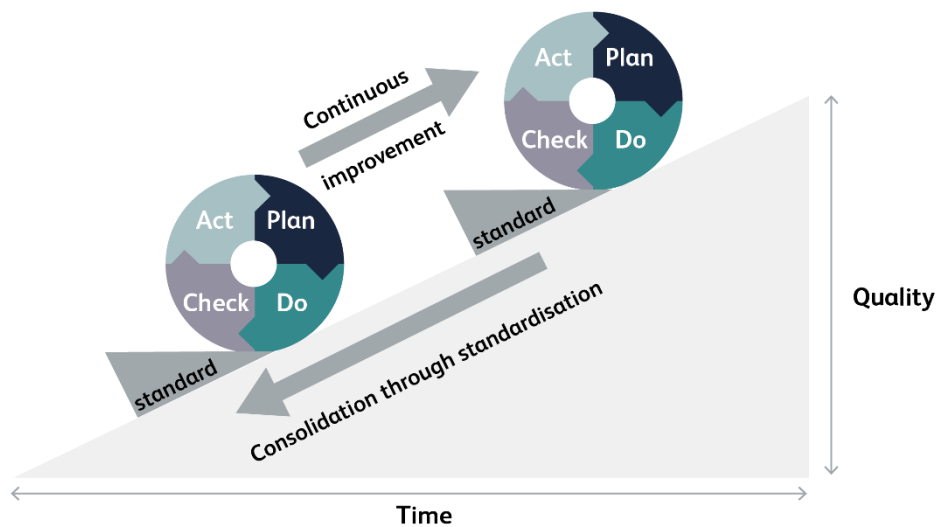 Act Plan
Check Do
Continuous
improvement
Act Plan
Check Do
standard
standard
Consolidation through standardisation
Quality
Time